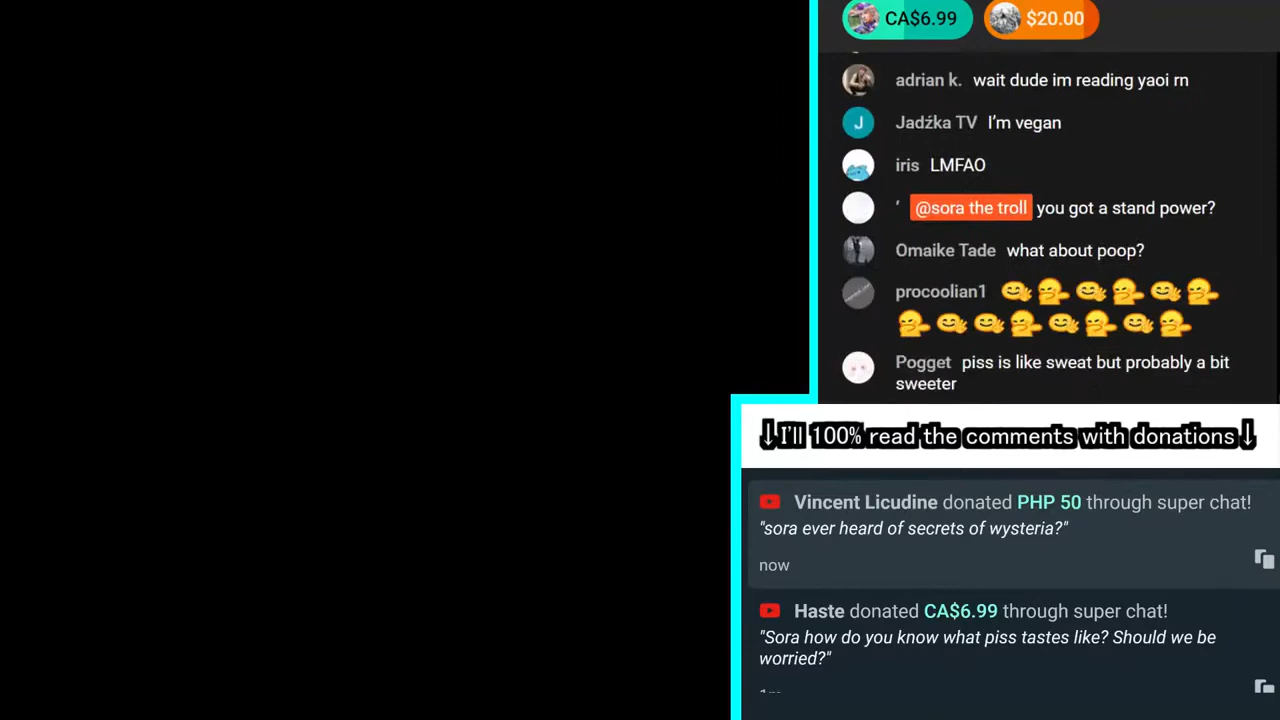 CA$6.99 $20.00
adrian k. wait dude im reading yaoi rn
J Jadźka TV I'm vegan
iris LMFAO
' @sora the troll you got a stand power?
Omaike Tade what about poop?
procoolian1
Pogget piss is like sweat but probably a bit
sweeter
↓I'll 100% read the comments with donations↓
Vincent Licudine donated PHP 50 through super chat!
"sora ever heard of secrets of wysteria?"
now
Haste donated CA$6.99 through super chat!
"Sora how do you know what piss tastes like? Should we be
worried?"